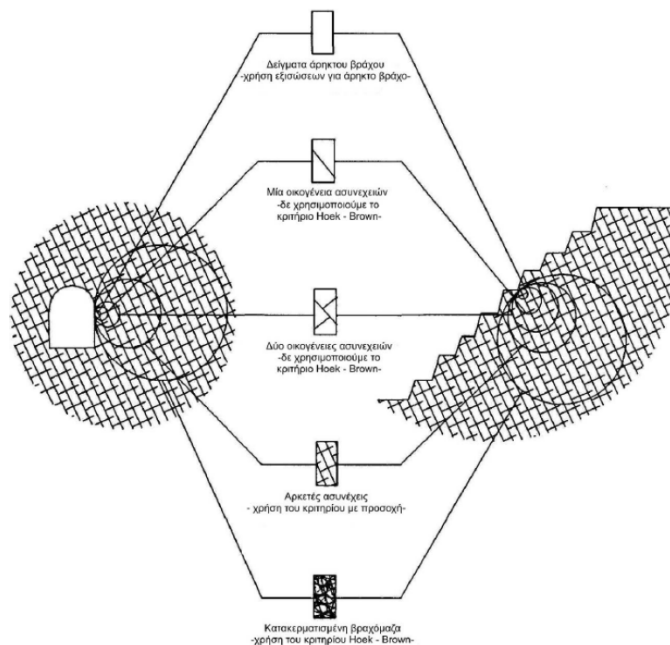 Δείγματα άρηκτου βράχου
-χρήση εξισώσεων για άρηκτο βράχο-
Μία οικογένεια ασυνεχειών
-δε χρησιμοποιούμε το
κριτήριο Hoek - Brown-
Δύο οικογένειες ασυνεχειών
-δε χρησιμοποιούμε το
κριτήριο Hoek - Brown-
Αρκετές ασυνέχεις
- χρήση του κριτηρίου με προσοχή-
Κατακερματισμένη βραχόμαζα
-χρήση του κριτηρίου Hoek - Brown-